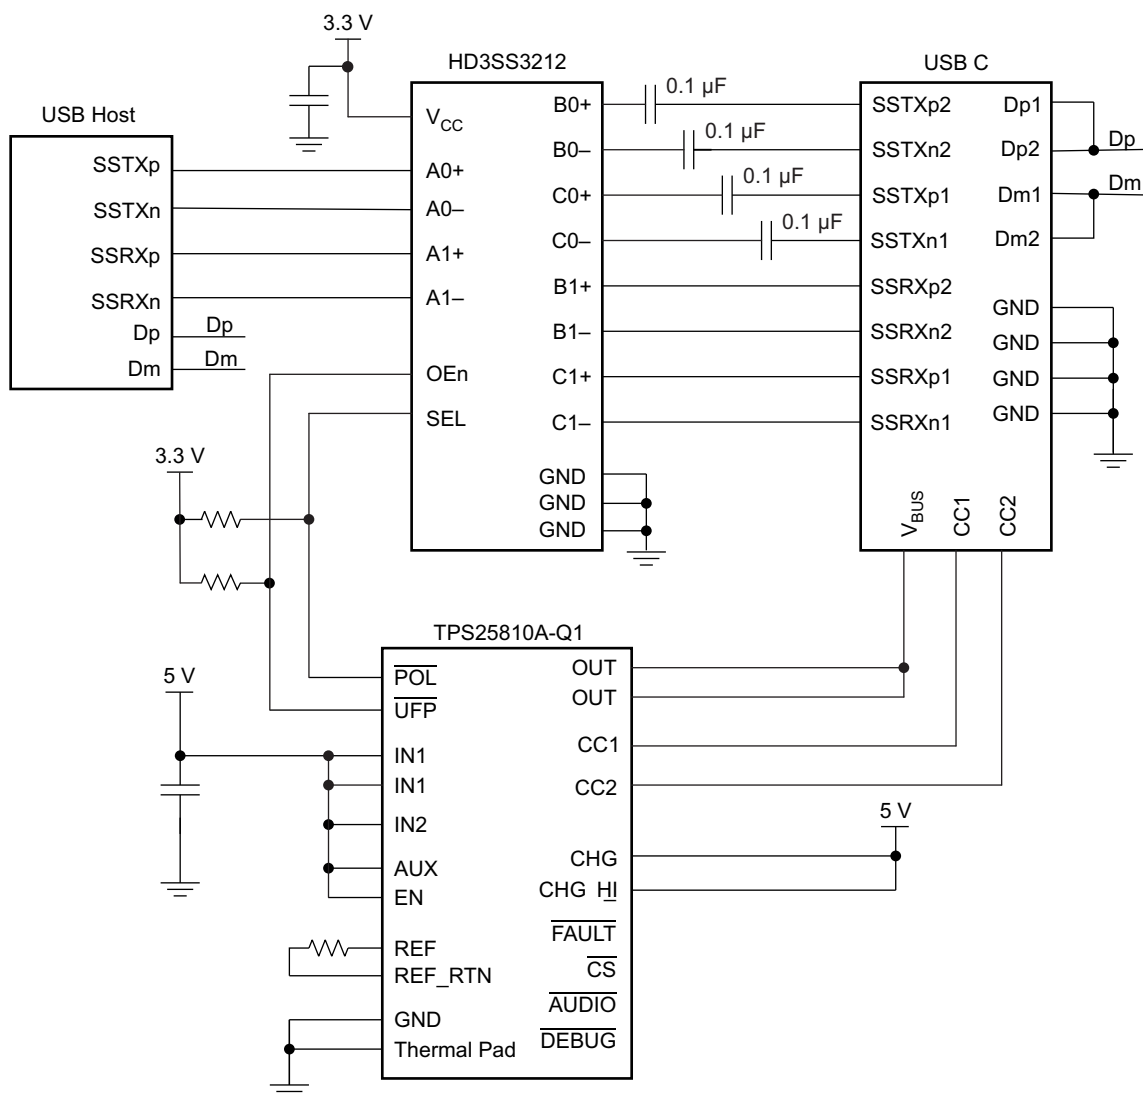 3.3 V
HD3SS3212
USB C
USB Host
SSTXp
SSTXn
SSRXp
SSRXn
Dp
Dm
Dp
Dm
VCC
A0+
A0–
A1+
A1–
OEn
SEL
B0+
B0–
C0+
C0–
B1+
B1–
C1+
C1–
GND
GND
GND
0.1 µF
0.1 µF
0.1 µF
0.1 µF
SSTXp2
SSTXn2
SSTXp1
SSTXn1
SSRXp2
SSRXn2
SSRXp1
SSRXn1
Dp1
Dp2
Dm1
Dm2
GND
GND
GND
GND
VBUS
CC1
CC2
Dp
Dm
3.3 V
TPS25810A-Q1
5 V
POL
UFP
IN1
IN1
IN2
AUX
EN
REF
REF_RTN
GND
Thermal Pad
OUT
OUT
CC1
CC2
CHG
CHG HI
FAULT
CS
AUDIO
DEBUG
5 V